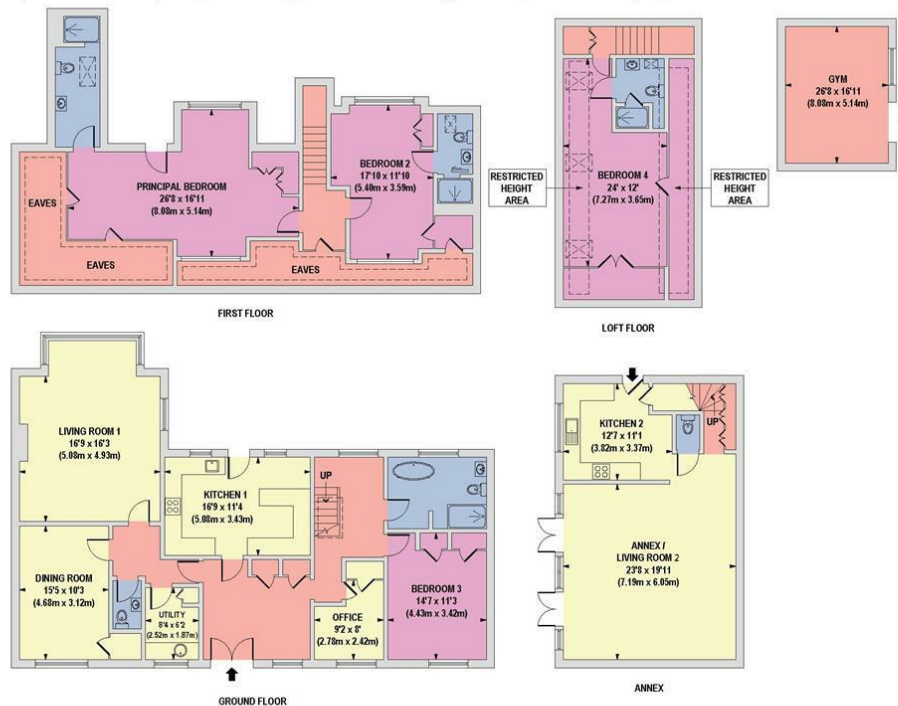 PRINCIPAL BEDROOM
26'8 x 16'11
(8.08m x 5.14m)
BEDROOM 2
17'10 x 11'10
(5.40m x 3.59m)
EAVES
EAVES
EAVES
FIRST FLOOR
RESTRICTED
HEIGHT
AREA
BEDROOM 4
24' x 12'
(7.27m x 3.65m)
RESTRICTED
HEIGHT
AREA
LOFT FLOOR
GYM
26'8 x 16'11
(8.08m x 5.14m)
LIVING ROOM 1
16'9 x 16'3
(5.08m x 4.93m)
KITCHEN 1
16'9 x 11'4
(5.08m x 3.43m)
UP
DINING ROOM
15'5 x 10'3
(4.68m x 3.12m)
UTILITY
8'4 x 6'2
(2.52m x 1.87m)
OFFICE
9'2 x 8'
(2.78m x 2.42m)
BEDROOM 3
14'7 x 11'3
(4.43m x 3.42m)
GROUND FLOOR
KITCHEN 2
12'7 x 11'1
(3.82m x 3.37m)
UP
ANNEX /
LIVING ROOM 2
23'8 x 19'11
(7.19m x 6.05m)
ANNEX